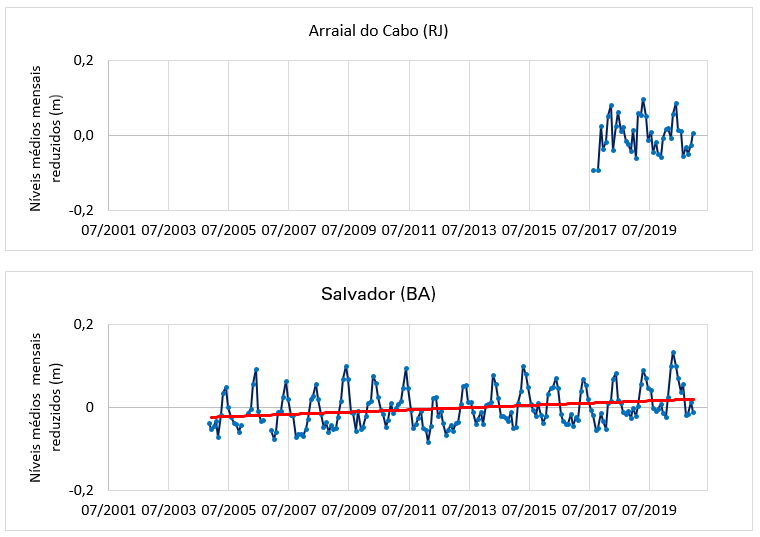 Arraial do Cabo (RJ)
Níveis médios mensais
reduzidos (m)
0,2
0,0
-0,2
07/2001 07/2003 07/2005 07/2007 07/2009 07/2011 07/2013 07/2015 07/2017 07/2019
Salvador (BA)
Níveis médios mensais
reduzidos (m)
0,2
0
-0,2
07/2001 07/2003 07/2005 07/2007 07/2009 07/2011 07/2013 07/2015 07/2017 07/2019